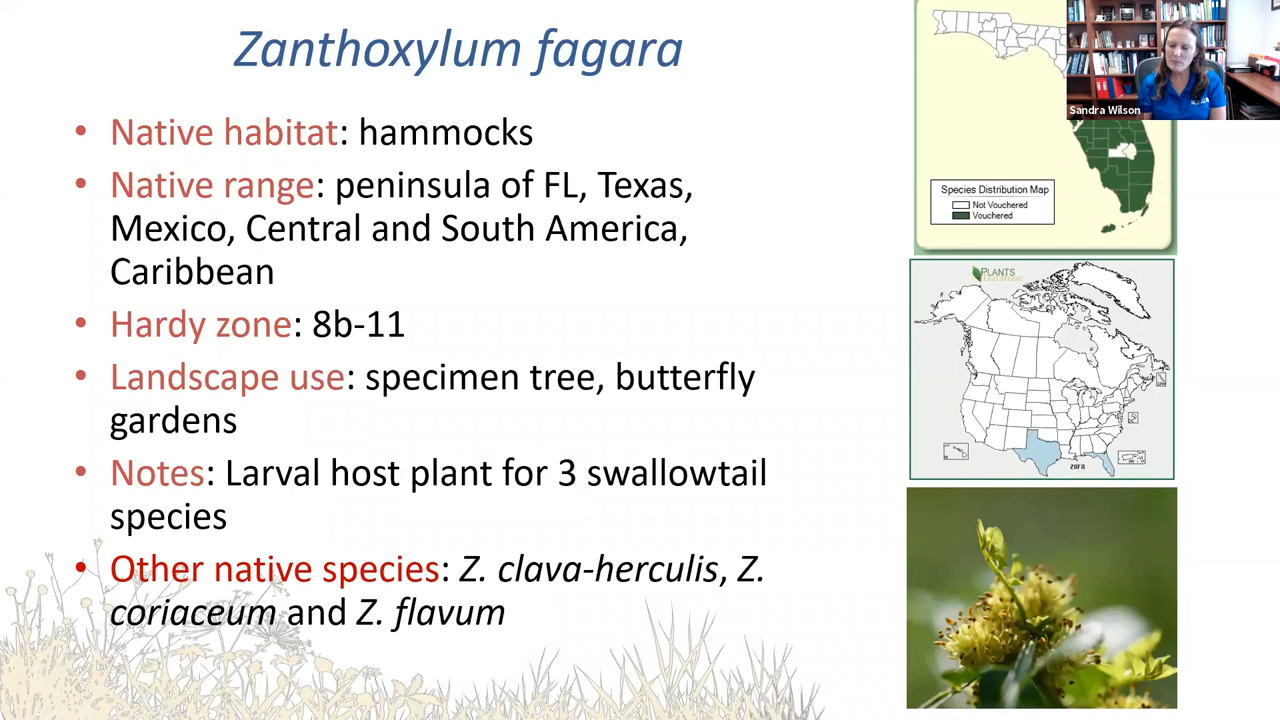 Zanthoxylum fagara
• Native habitat: hammocks
• Native range: peninsula of FL, Texas,
Mexico, Central and South America,
Caribbean
• Hardy zone: 8b-11
• Landscape use: specimen tree, butterfly
gardens
• Notes: Larval host plant for 3 swallowtail
species
• Other native species: Z. clava-herculis, Z.
coriaceum and Z. flavum
Sandra Wilson
Species Distribution Map
Not Vouchered
Vouchered
PLANTS
ZAFA